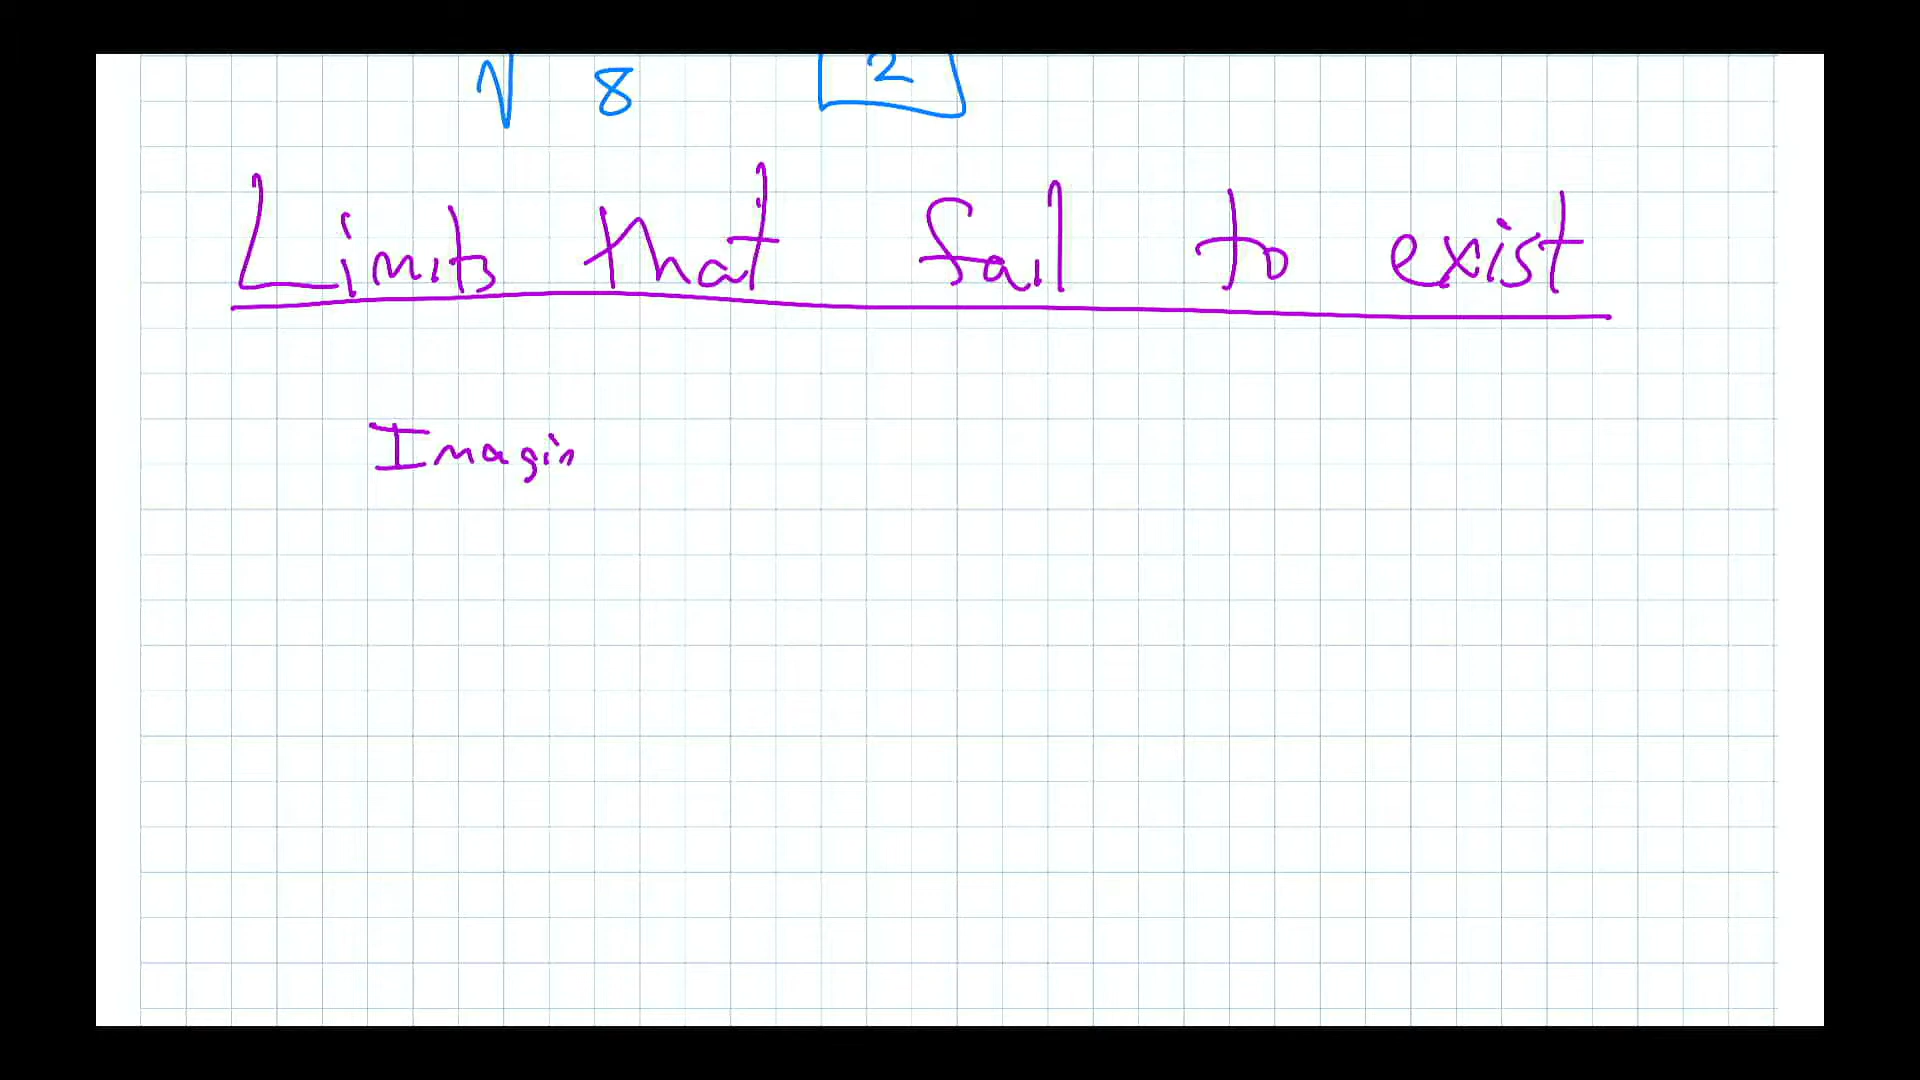 √ 8 2
Limits that fail to exist
Imagin